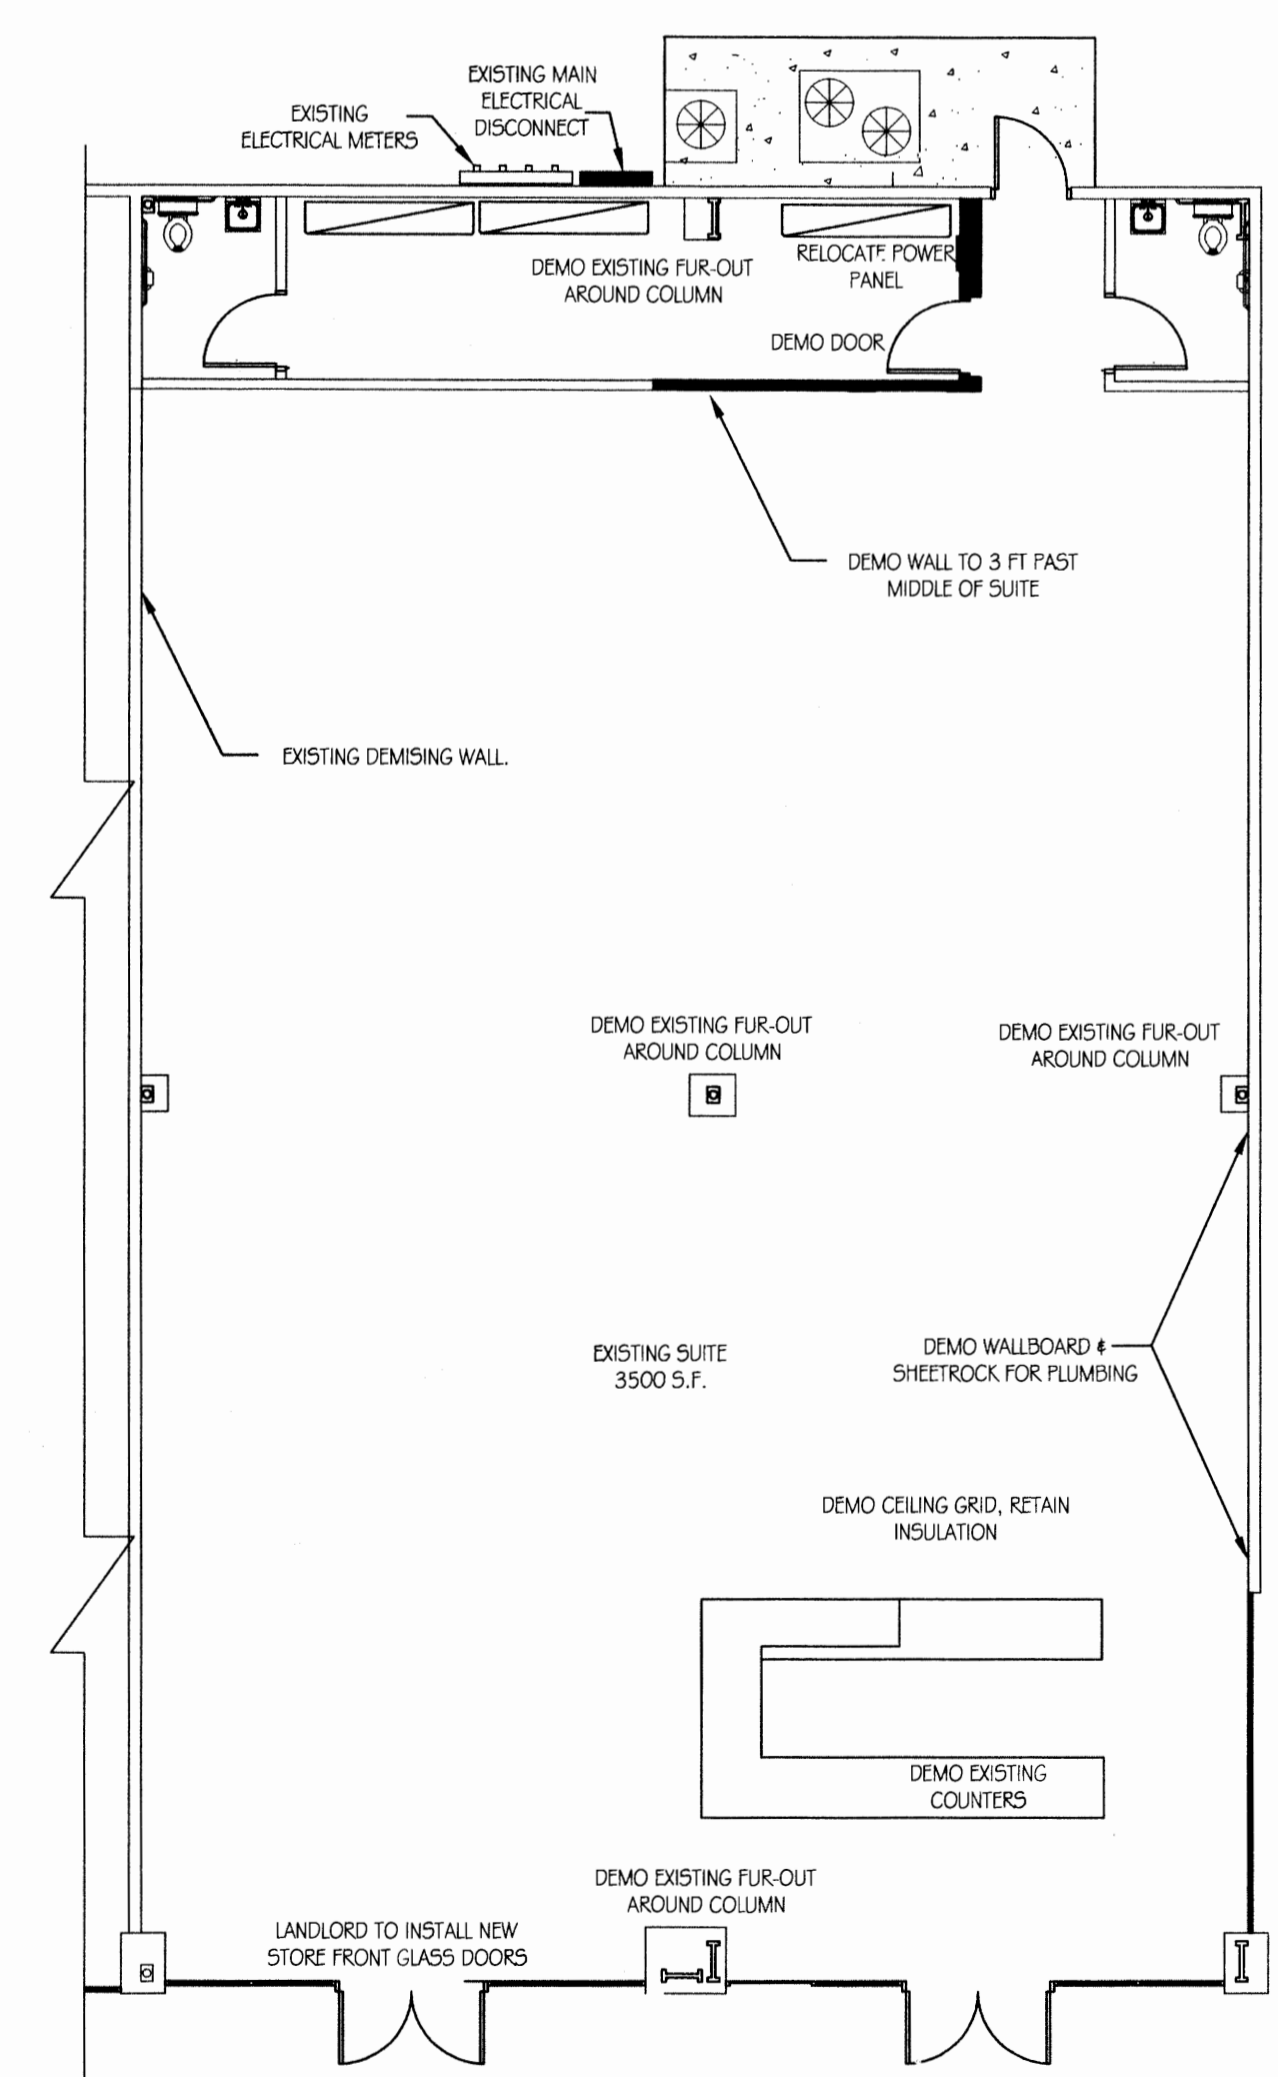 EXISTING MAIN
ELECTRICAL
DISCONNECT
EXISTING
ELECTRICAL METERS
DEMO EXISTING FUR-OUT
AROUND COLUMN
RELOCATE POWER
PANEL
DEMO DOOR
DEMO WALL TO 3 FT PAST
MIDDLE OF SUITE
EXISTING DEMISING WALL.
DEMO EXISTING FUR-OUT
AROUND COLUMN
DEMO EXISTING FUR-OUT
AROUND COLUMN
EXISTING SUITE
3500 S.F.
DEMO WALLBOARD &
SHEETROCK FOR PLUMBING
DEMO CEILING GRID, RETAIN
INSULATION
DEMO EXISTING
COUNTERS
DEMO EXISTING FUR-OUT
AROUND COLUMN
LANDLORD TO INSTALL NEW
STORE FRONT GLASS DOORS